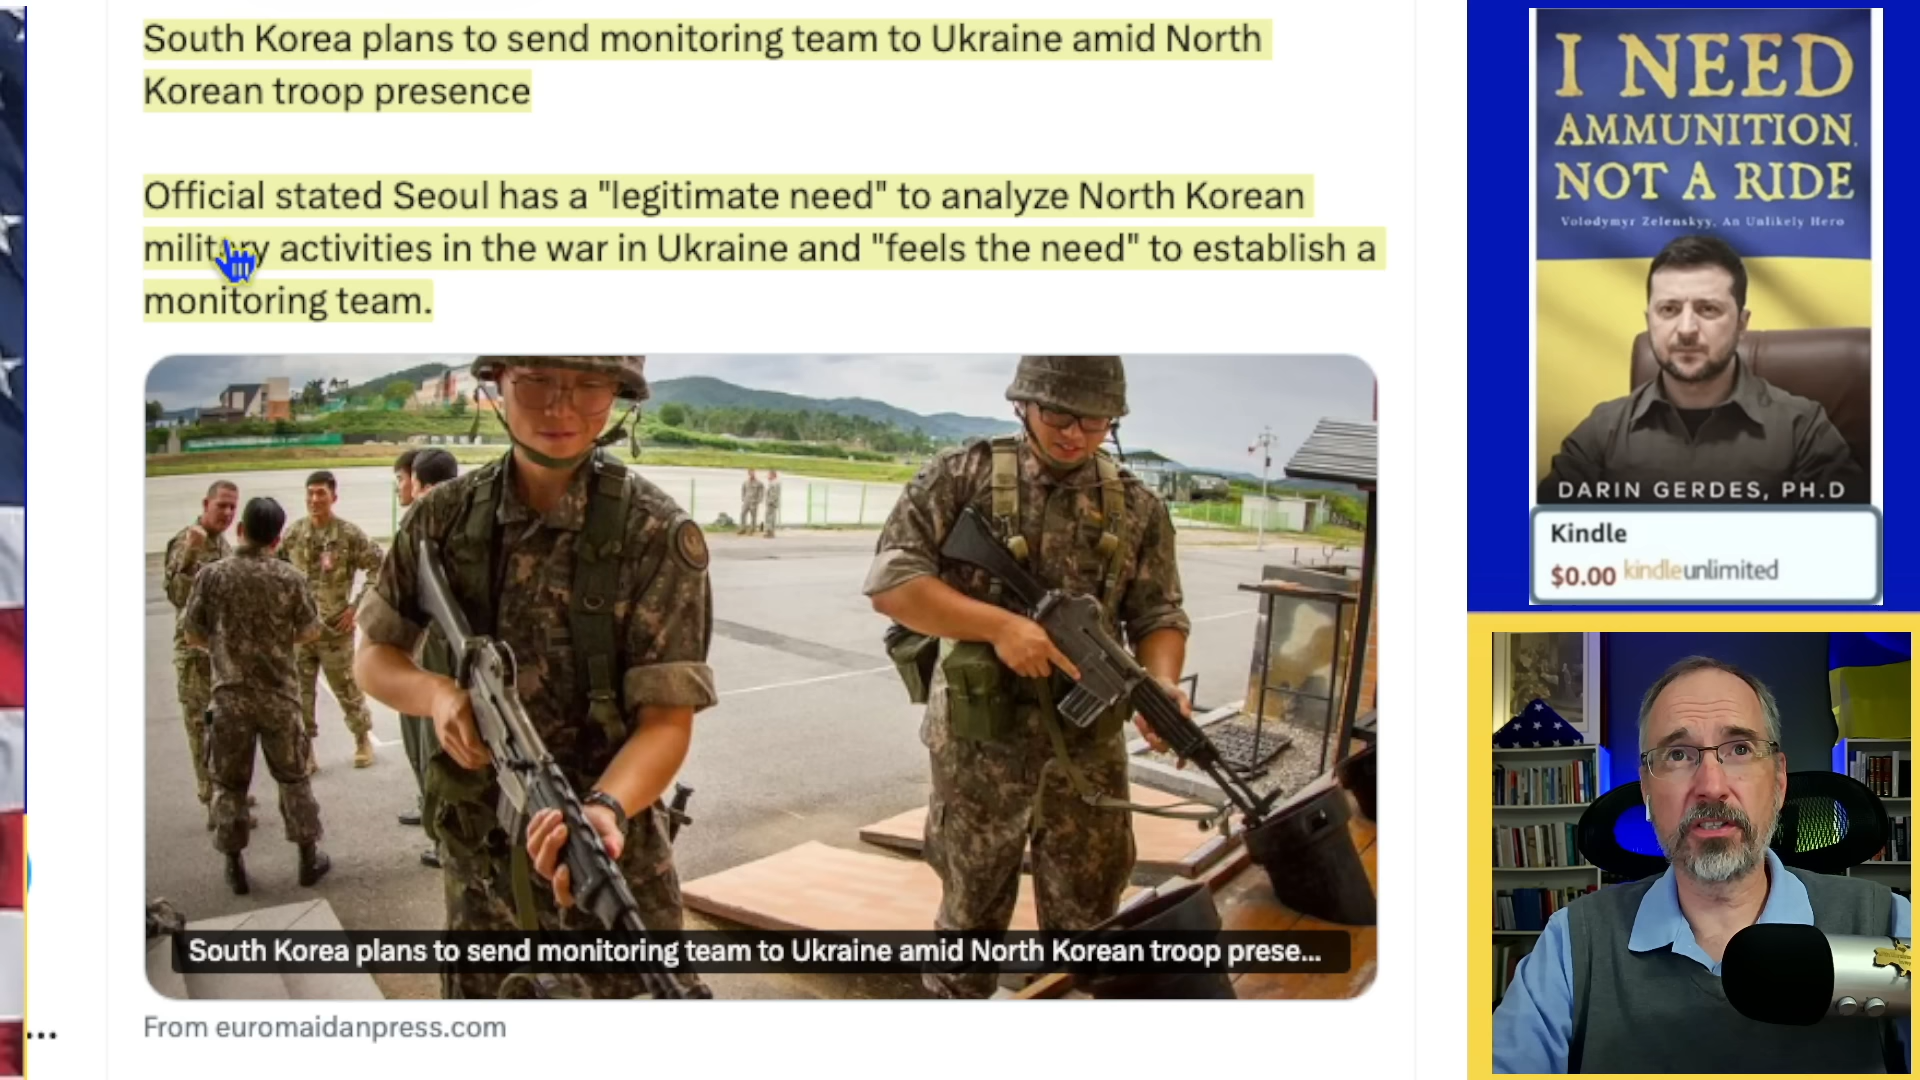 South Korea plans to send monitoring team to Ukraine amid North
Korean troop presence
Official stated Seoul has a "legitimate need" to analyze North Korean
military activities in the war in Ukraine and "feels the need" to establish a
monitoring team.
South Korea plans to send monitoring team to Ukraine amid North Korean troop prese...
From euromaidanpress.com
...
I NEED
AMMUNITION,
NOT A RIDE
Volodymyr Zelenskyy, An Unlikely Hero
DARIN GERDES, PH.D
Kindle
$0.00 kindleunlimited